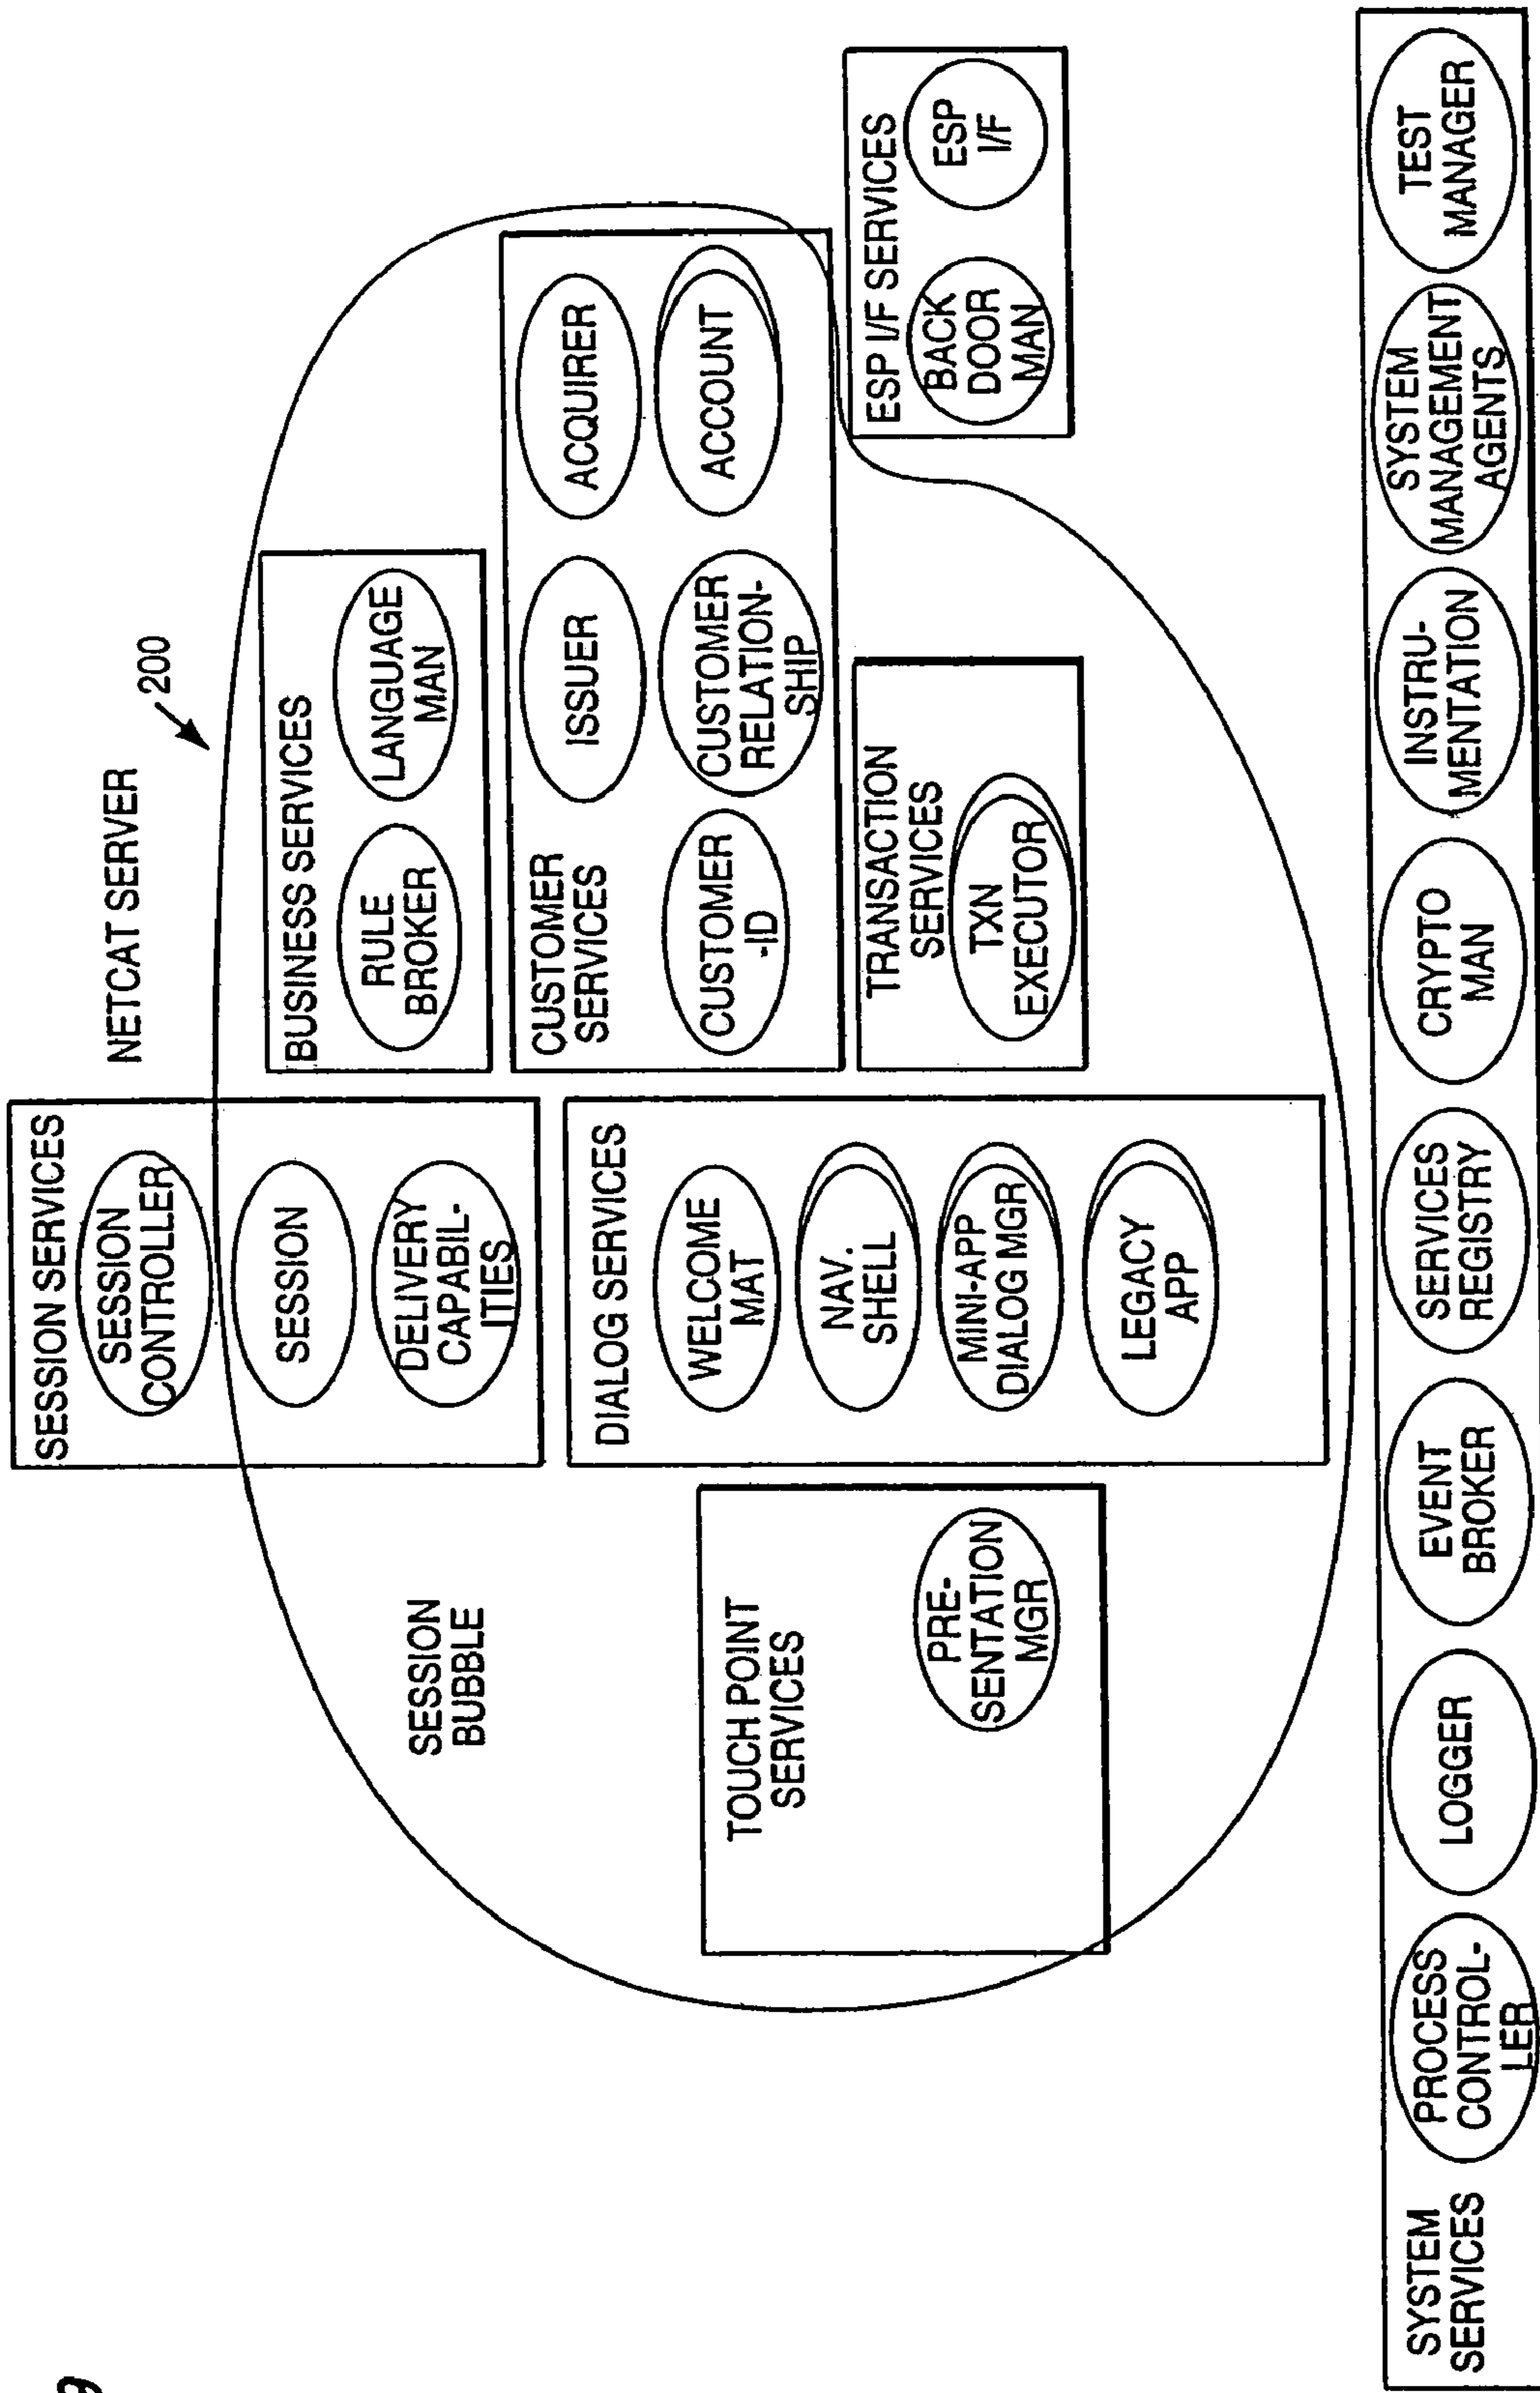 9
NETCAT SERVER
200
SESSION SERVICES
SESSION
CONTROLLER
SESSION
DELIVERY
CAPABIL-
ITIES
BUSINESS SERVICES
RULE
BROKER
LANGUAGE
MAN
SESSION
BUBBLE
CUSTOMER
SERVICES
ISSUER
ACQUIRER
CUSTOMER
-ID
CUSTOMER
RELATION-
SHIP
ACCOUNT
DIALOG SERVICES
WELCOME
MAT
NAV.
SHELL
MINI-APP
DIALOG MGR
LEGACY
APP
TOUCH POINT
SERVICES
PRE-
SENTATION
MGR
TRANSACTION
SERVICES
TXN
EXECUTOR
ESP I/F SERVICES
BACK
DOOR
MAN
ESP
I/F
SYSTEM
SERVICES
PROCESS
CONTROL-
LER
LOGGER
EVENT
BROKER
SERVICES
REGISTRY
CRYPTO
MAN
INSTRU-
MENTATION
SYSTEM
MANAGEMENT
AGENTS
TEST
MANAGER